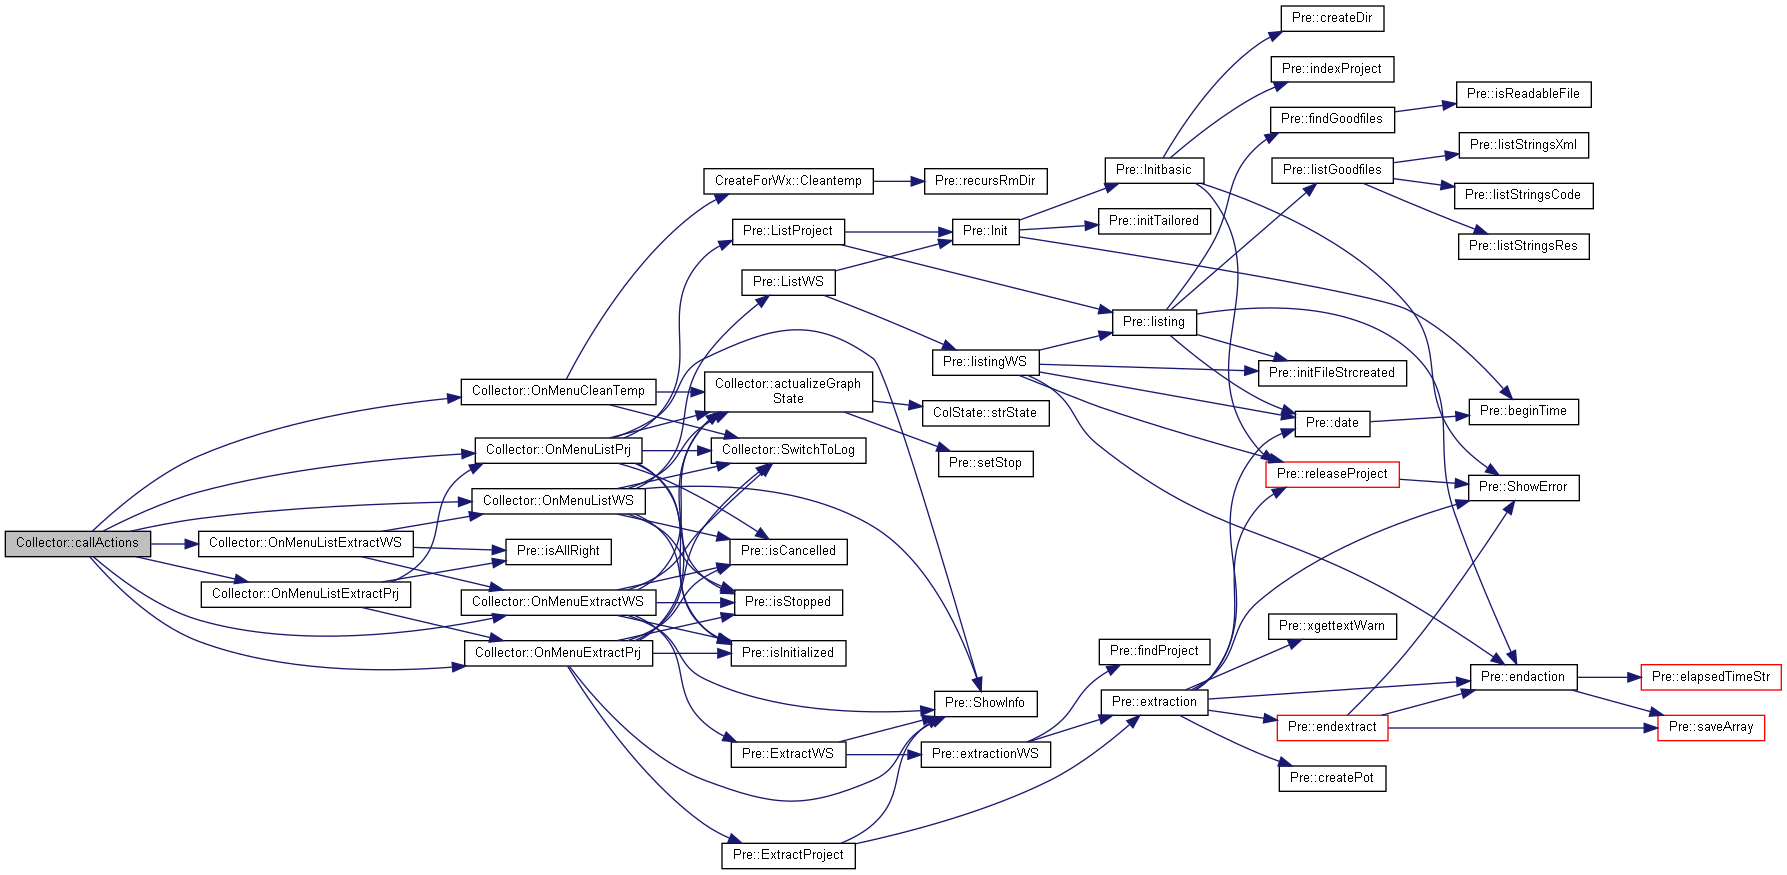 Collector::callActions
Collector::OnMenuCleanTemp
Collector::OnMenuListPrj
Collector::OnMenuListWS
Collector::OnMenuListExtractWS
Collector::OnMenuListExtractPrj
Pre::isAllRight
Collector::OnMenuExtractWS
Collector::OnMenuExtractPrj
CreateForWx::Cleantemp
Pre::ListProject
Pre::ListWS
Collector::actualizeGraph
State
Collector::SwitchToLog
Pre::isCancelled
Pre::isStopped
Pre::isInitialized
Pre::ExtractWS
Pre::ExtractProject
Pre::recursRmDir
Pre::Init
Pre::listingWS
ColState::strState
Pre::setStop
Pre::ShowInfo
Pre::extractionWS
Pre::Initbasic
Pre::initTailored
Pre::listing
Pre::findProject
Pre::extraction
Pre::createDir
Pre::indexProject
Pre::findGoodfiles
Pre::listGoodfiles
Pre::initFileStrcreated
Pre::date
Pre::releaseProject
Pre::xgettextWarn
Pre::endextract
Pre::createPot
Pre::isReadableFile
Pre::listStringsXml
Pre::listStringsCode
Pre::listStringsRes
Pre::beginTime
Pre::ShowError
Pre::endaction
Pre::elapsedTimeStr
Pre::saveArray